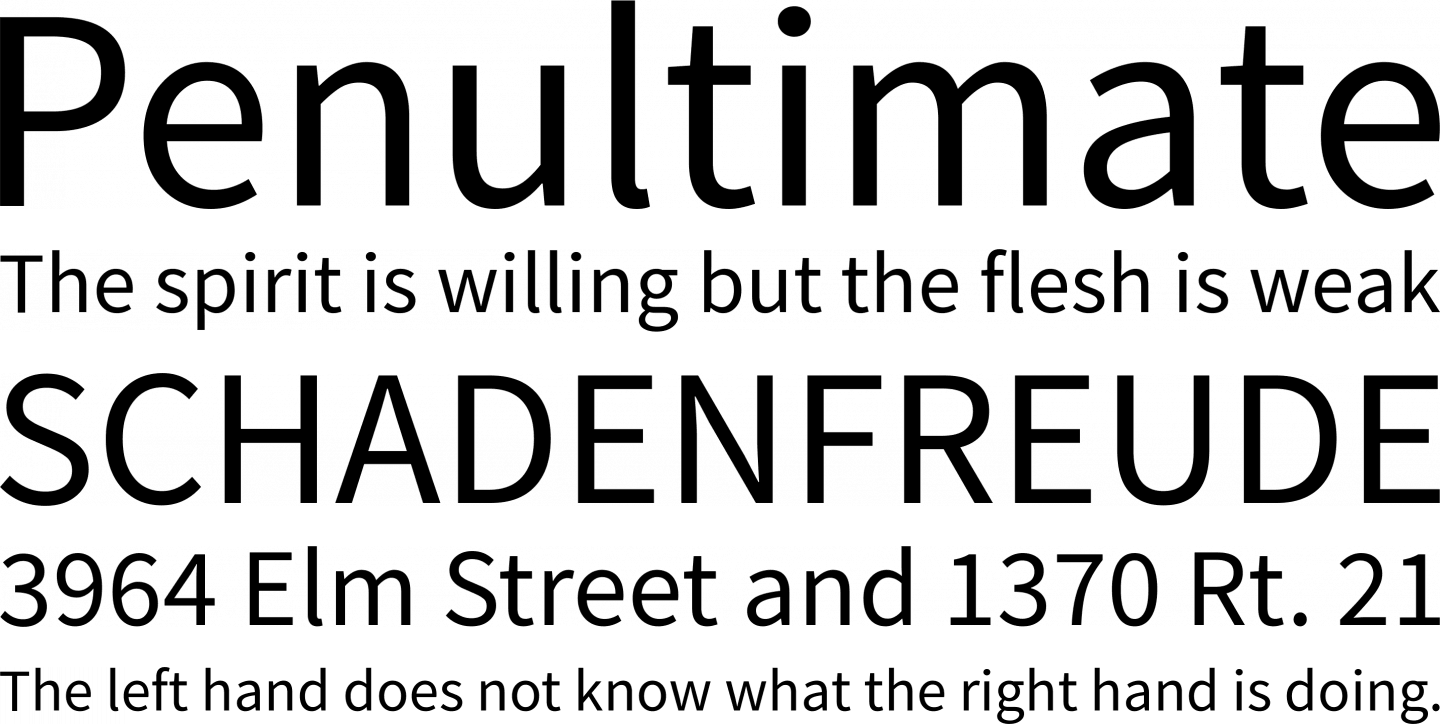 Penultimate
The spirit is willing but the flesh is weak
SCHADENFREUDE
3964 Elm Street and 1370 Rt. 21
The left hand does not know what the right hand is doing.